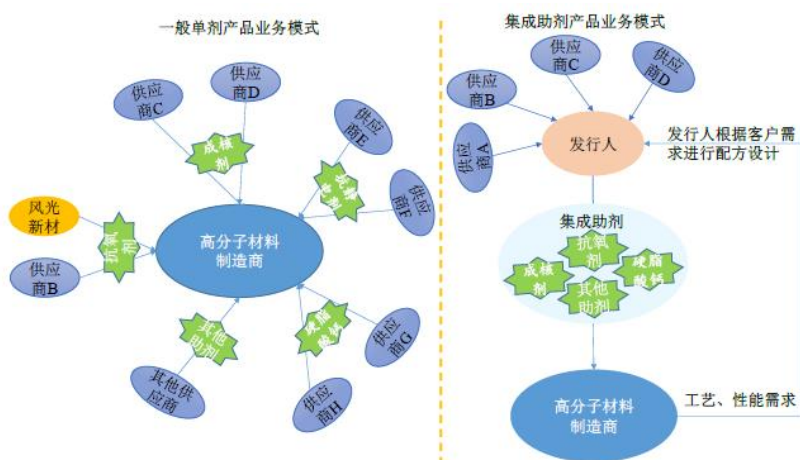 一般单剂产品业务模式
供应
商C
供应
商D
成核
剂
供应
商E
抗静
电剂
供应
商F
风光
新材
抗氧
剂
供应
商B
高分子材料
制造商
其他
助剂
硬脂
酸钙
供应
商G
其他供
应商
供应
商H
集成助剂产品业务模式
供应
商C
供应
商B
供应
商D
供应
商A
发行人
发行人根据客户需
求进行配方设计
集成助剂
抗氧
剂
成核
剂
硬脂
酸钙
其他
助剂
高分子材料
制造商
工艺、性能需求